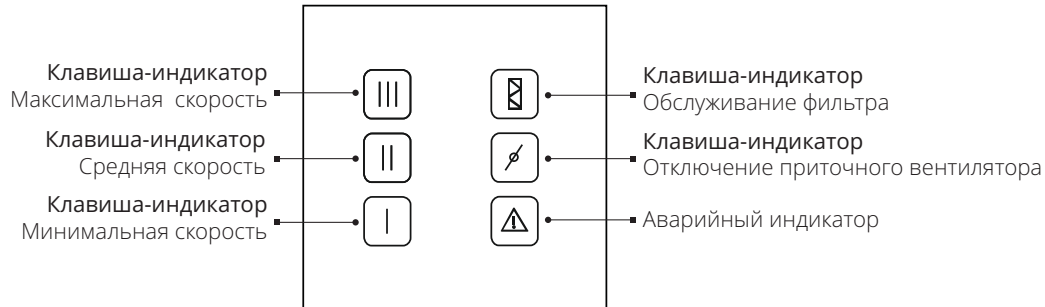 Клавиша-индикатор
Максимальная скорость
Клавиша-индикатор
Средняя скорость
Клавиша-индикатор
Минимальная скорость
Клавиша-индикатор
Обслуживание фильтра
Клавиша-индикатор
Отключение приточного вентилятора
Аварийный индикатор